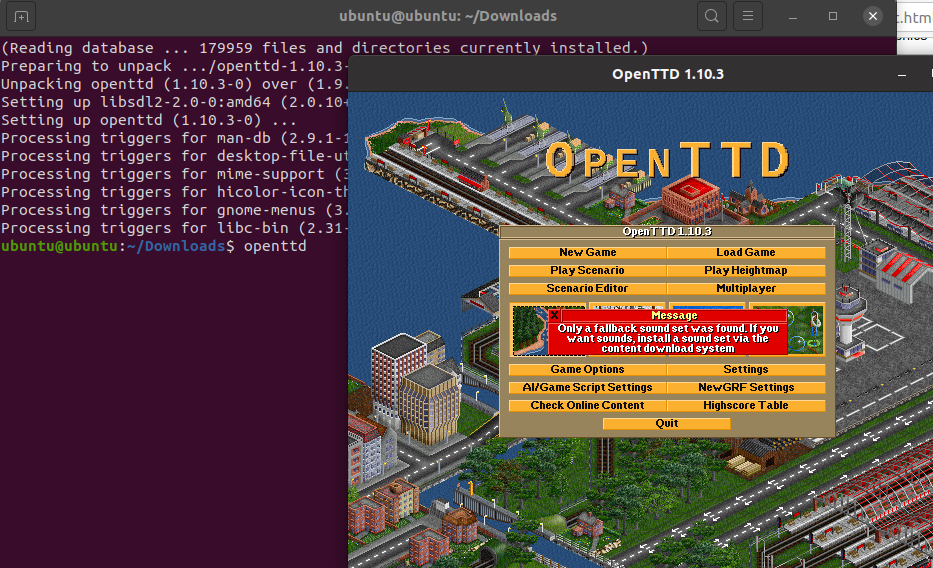 ubuntu@ubuntu: ~/Downloads
t.htm
(Reading database ... 179959 files and directories currently installed.)
Preparing to unpack .../openttd-1.10.3-
Unpacking openttd (1.10.3-0) over (1.9.
Setting up libsdl2-2.0-0:amd64 (2.0.10+
Setting up openttd (1.10.3-0) ...
Processing triggers for man-db (2.9.1-1
Processing triggers for desktop-file-ut
Processing triggers for mime-support (3
Processing triggers for hicolor-icon-th
Processing triggers for gnome-menus (3.
Processing triggers for libc-bin (2.31-
ubuntu@ubuntu:~/Downloads$ openttd
OpenTTD 1.10.3
OPENTTD
OpenTTD 1.10.3
New Game
Load Game
Play Scenario
Play Heightmap
Scenario Editor
Multiplayer
X Message
Only a fallback sound set was found. If you
want sounds, install a sound set via the
content download system
Game Options
Settings
AI/Game Script Settings
NewGRF Settings
Check Online Content
Highscore Table
Quit